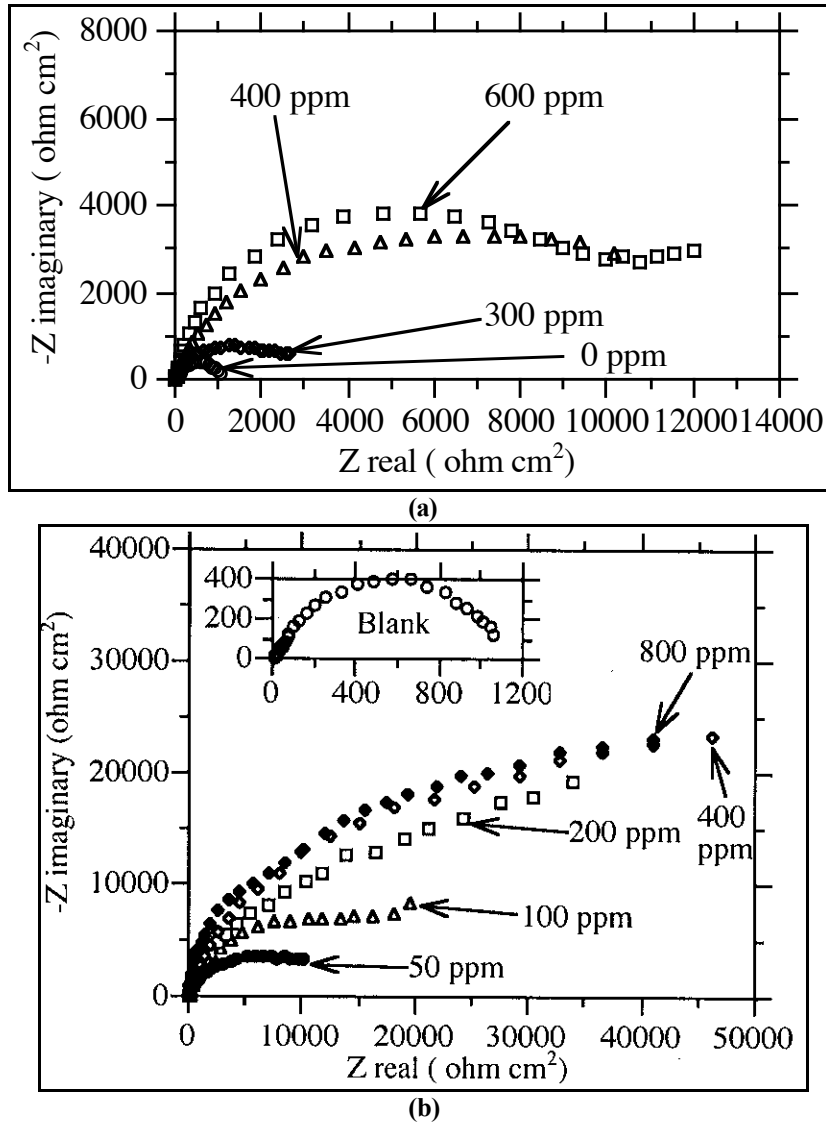 8000
6000
4000
2000
0
-Z imaginary ( ohm cm²)
400 ppm
600 ppm
300 ppm
0 ppm
0 2000 4000 6000 8000 10000 12000 14000
Z real ( ohm cm²)
(a)
40000
30000
20000
10000
0
-Z imaginary (ohm cm²)
400
200
0
Blank
0 400 800 1200
800 ppm
400
ppm
200 ppm
100 ppm
50 ppm
0 10000 20000 30000 40000 50000
Z real ( ohm cm²)
(b)